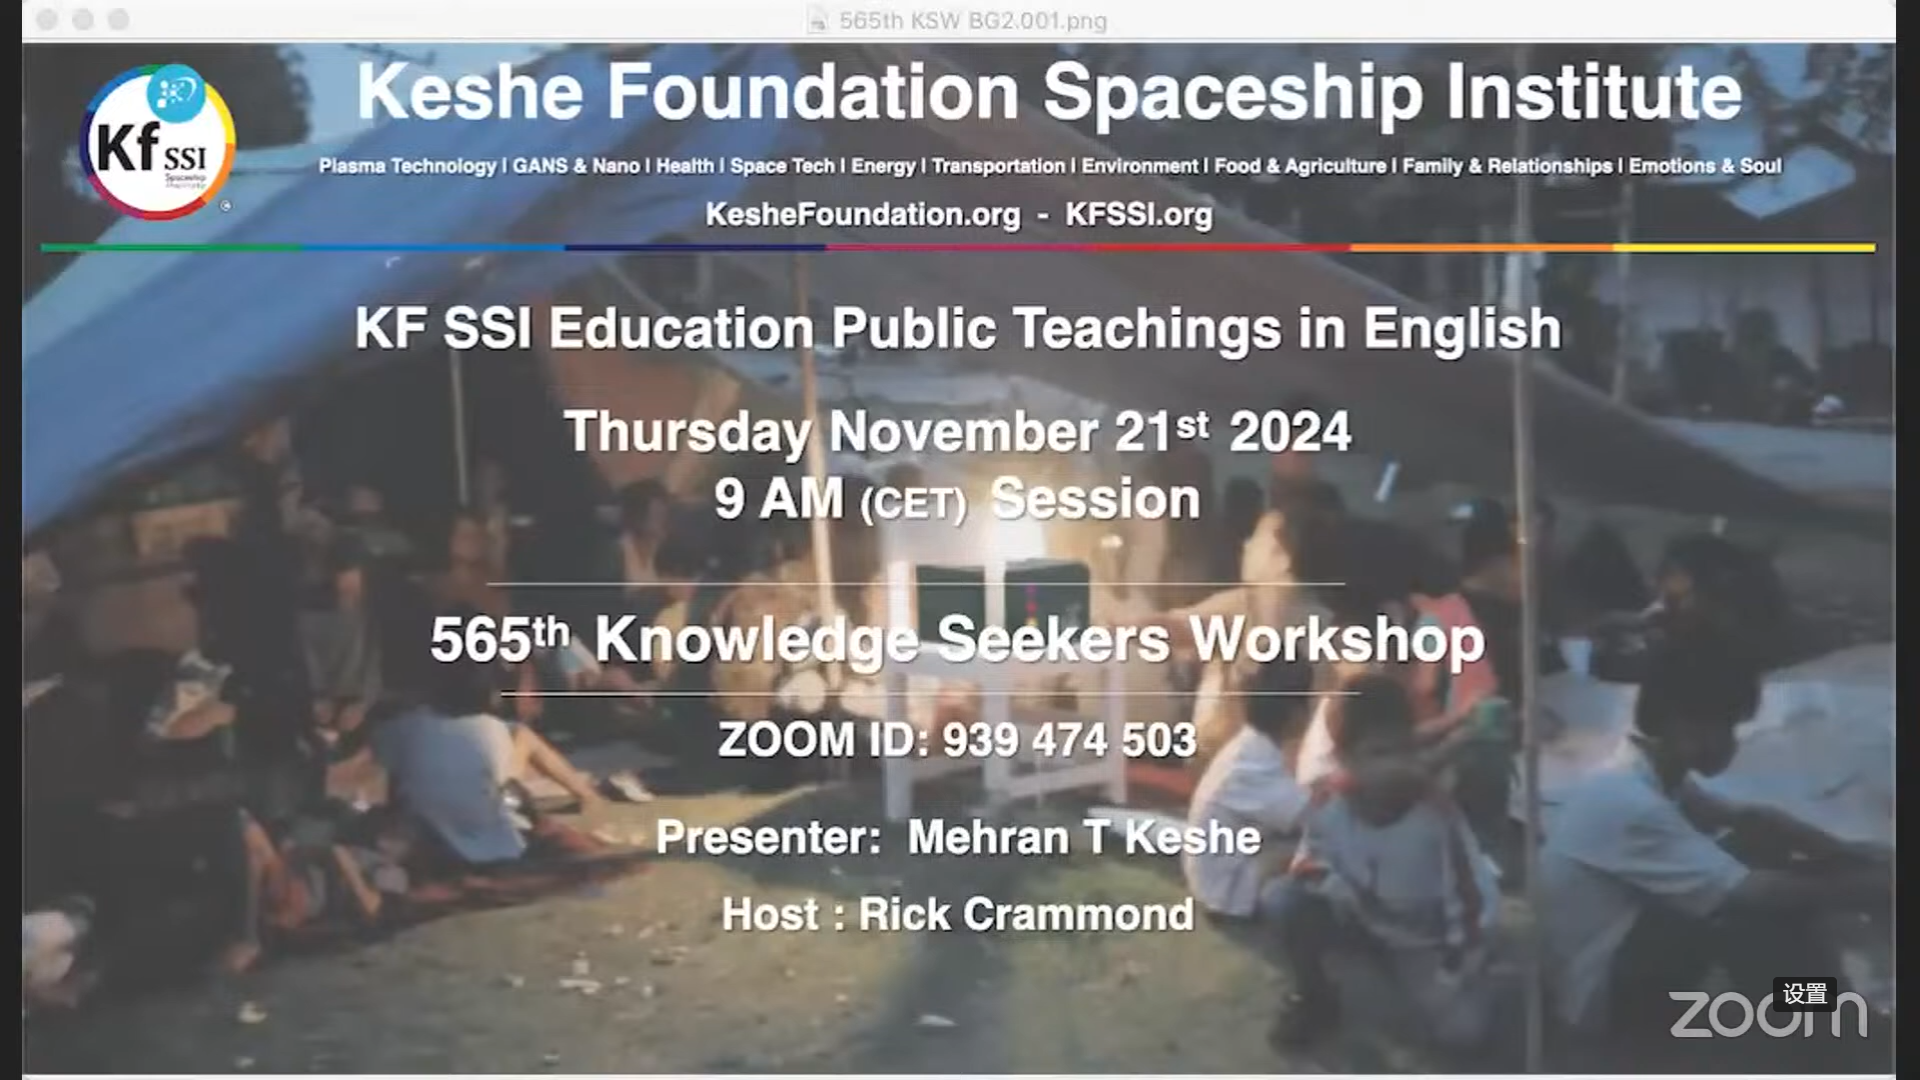 565th KSW BG2.001.png
Keshe Foundation Spaceship Institute
Kf SSI
Spaceship
Plasma Technology | GANS & Nano | Health | Space Tech | Energy | Transportation | Environment | Food & Agriculture | Family & Relationships | Emotions & Soul
KesheFoundation.org - KFSSI.org
KF SSI Education Public Teachings in English
Thursday November 21st 2024
9 AM (CET) Session
565th Knowledge Seekers Workshop
ZOOM ID: 939 474 503
Presenter: Mehran T Keshe
Host : Rick Crammond
设置
zoom